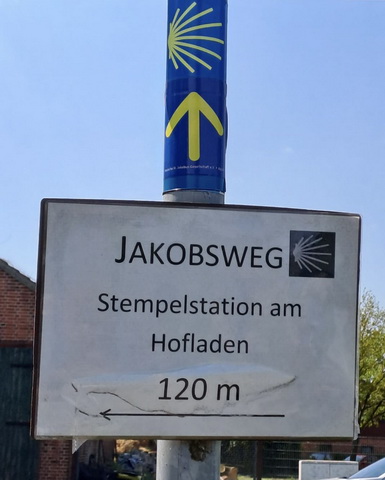 JAKOBSWEG
Stempelstation am
Hofladen
120 m